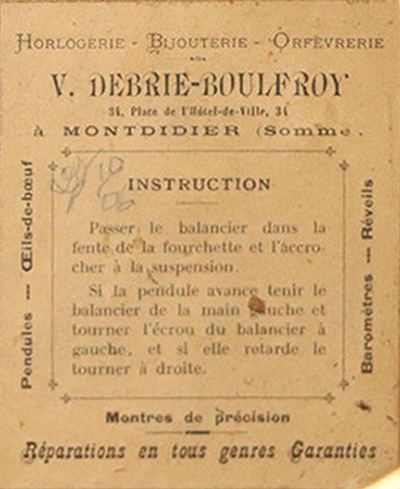 HORLOGERIE - BIJOUTERIE - ORFÈVRERIE
V. DEBRIE-BOULFROY
34, Place de l'Hôtel-de-Ville, 34
à MONTDIDIER (Somme.
INSTRUCTION
Passer le balancier dans la
fente de la fourchette et l'accro-
cher à la suspension.
Si la pendule avance tenir le
balancier de la main gauche et
tourner l'écrou du balancier à
gauche, et si elle retarde le
tourner à droite.
Pendules — Œils-de-bœuf
Baromètres — Réveils
Montres de précision
Réparations en tous genres Garanties